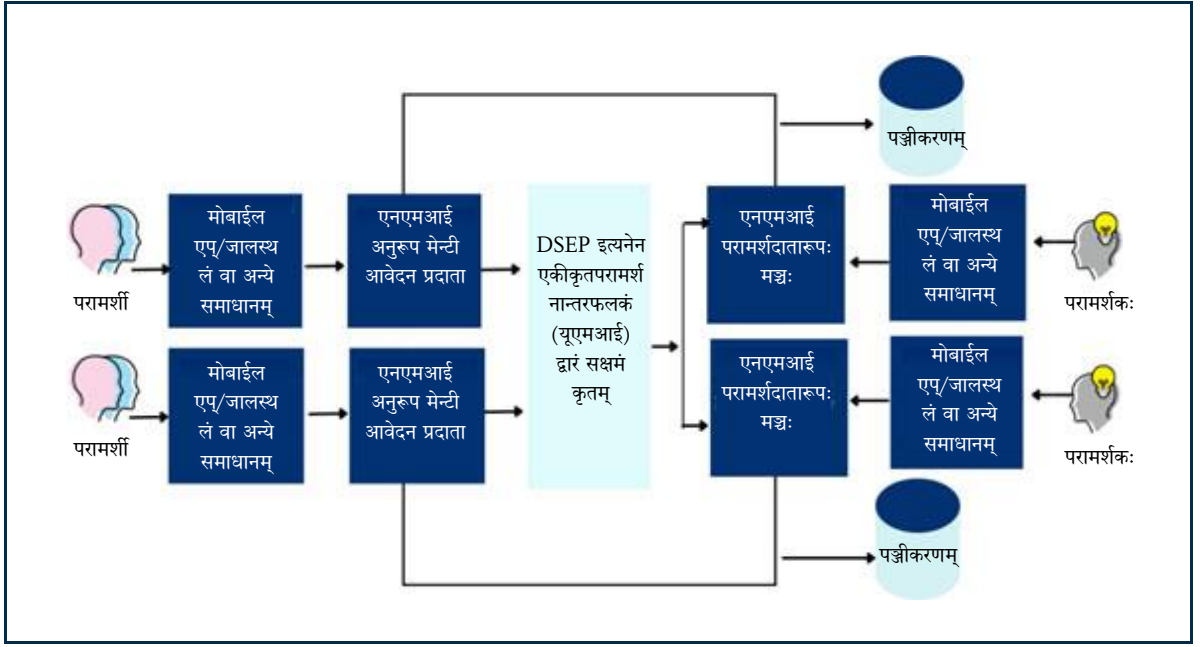 पञ्जीकरणम्
परामर्शी
मोबाईल
एप्/जालस्थ
लं वा अन्ये
समाधानम्
एनएमआई
अनुरूप मेन्टी
आवेदन प्रदाता
DSEP इत्यनेन
एकीकृतपरामर्श
नान्तरफलकं
(यूएमआई)
द्वारं सक्षमं
कृतम्
एनएमआई
परामर्शदातारूपः
मञ्चः
मोबाईल
एप्/जालस्थ
लं वा अन्ये
समाधानम्
परामर्शकः
परामर्शी
मोबाईल
एप्/जालस्थ
लं वा अन्ये
समाधानम्
एनएमआई
अनुरूप मेन्टी
आवेदन प्रदाता
एनएमआई
परामर्शदातारूपः
मञ्चः
मोबाईल
एप्/जालस्थ
लं वा अन्ये
समाधानम्
परामर्शकः
पञ्जीकरणम्